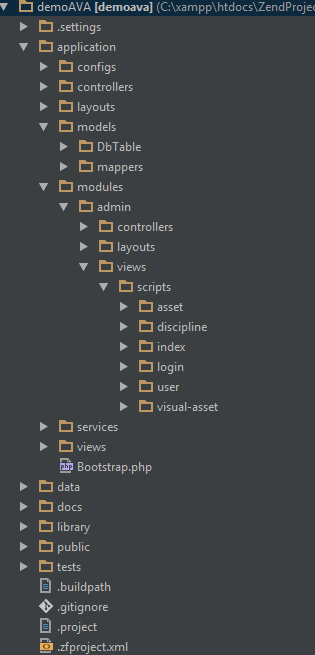 demoAVA [demoava] (C:\xampp\htdocs\ZendProje
.settings
application
configs
controllers
layouts
models
DbTable
mappers
modules
admin
controllers
layouts
views
scripts
asset
discipline
index
login
user
visual-asset
services
views
php Bootstrap.php
data
docs
library
public
tests
.buildpath
.gitignore
.project
.zfproject.xml